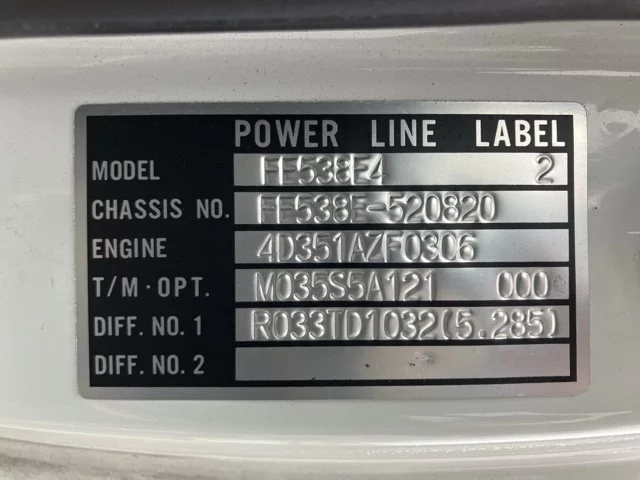 POWER LINE LABEL
MODEL FE538E4 2
CHASSIS NO. FE538E-520820
ENGINE 4D351AZF0306
T/M·OPT. M035S5A121 000
DIFF. NO. 1 R033TD1032(5.285)
DIFF. NO. 2